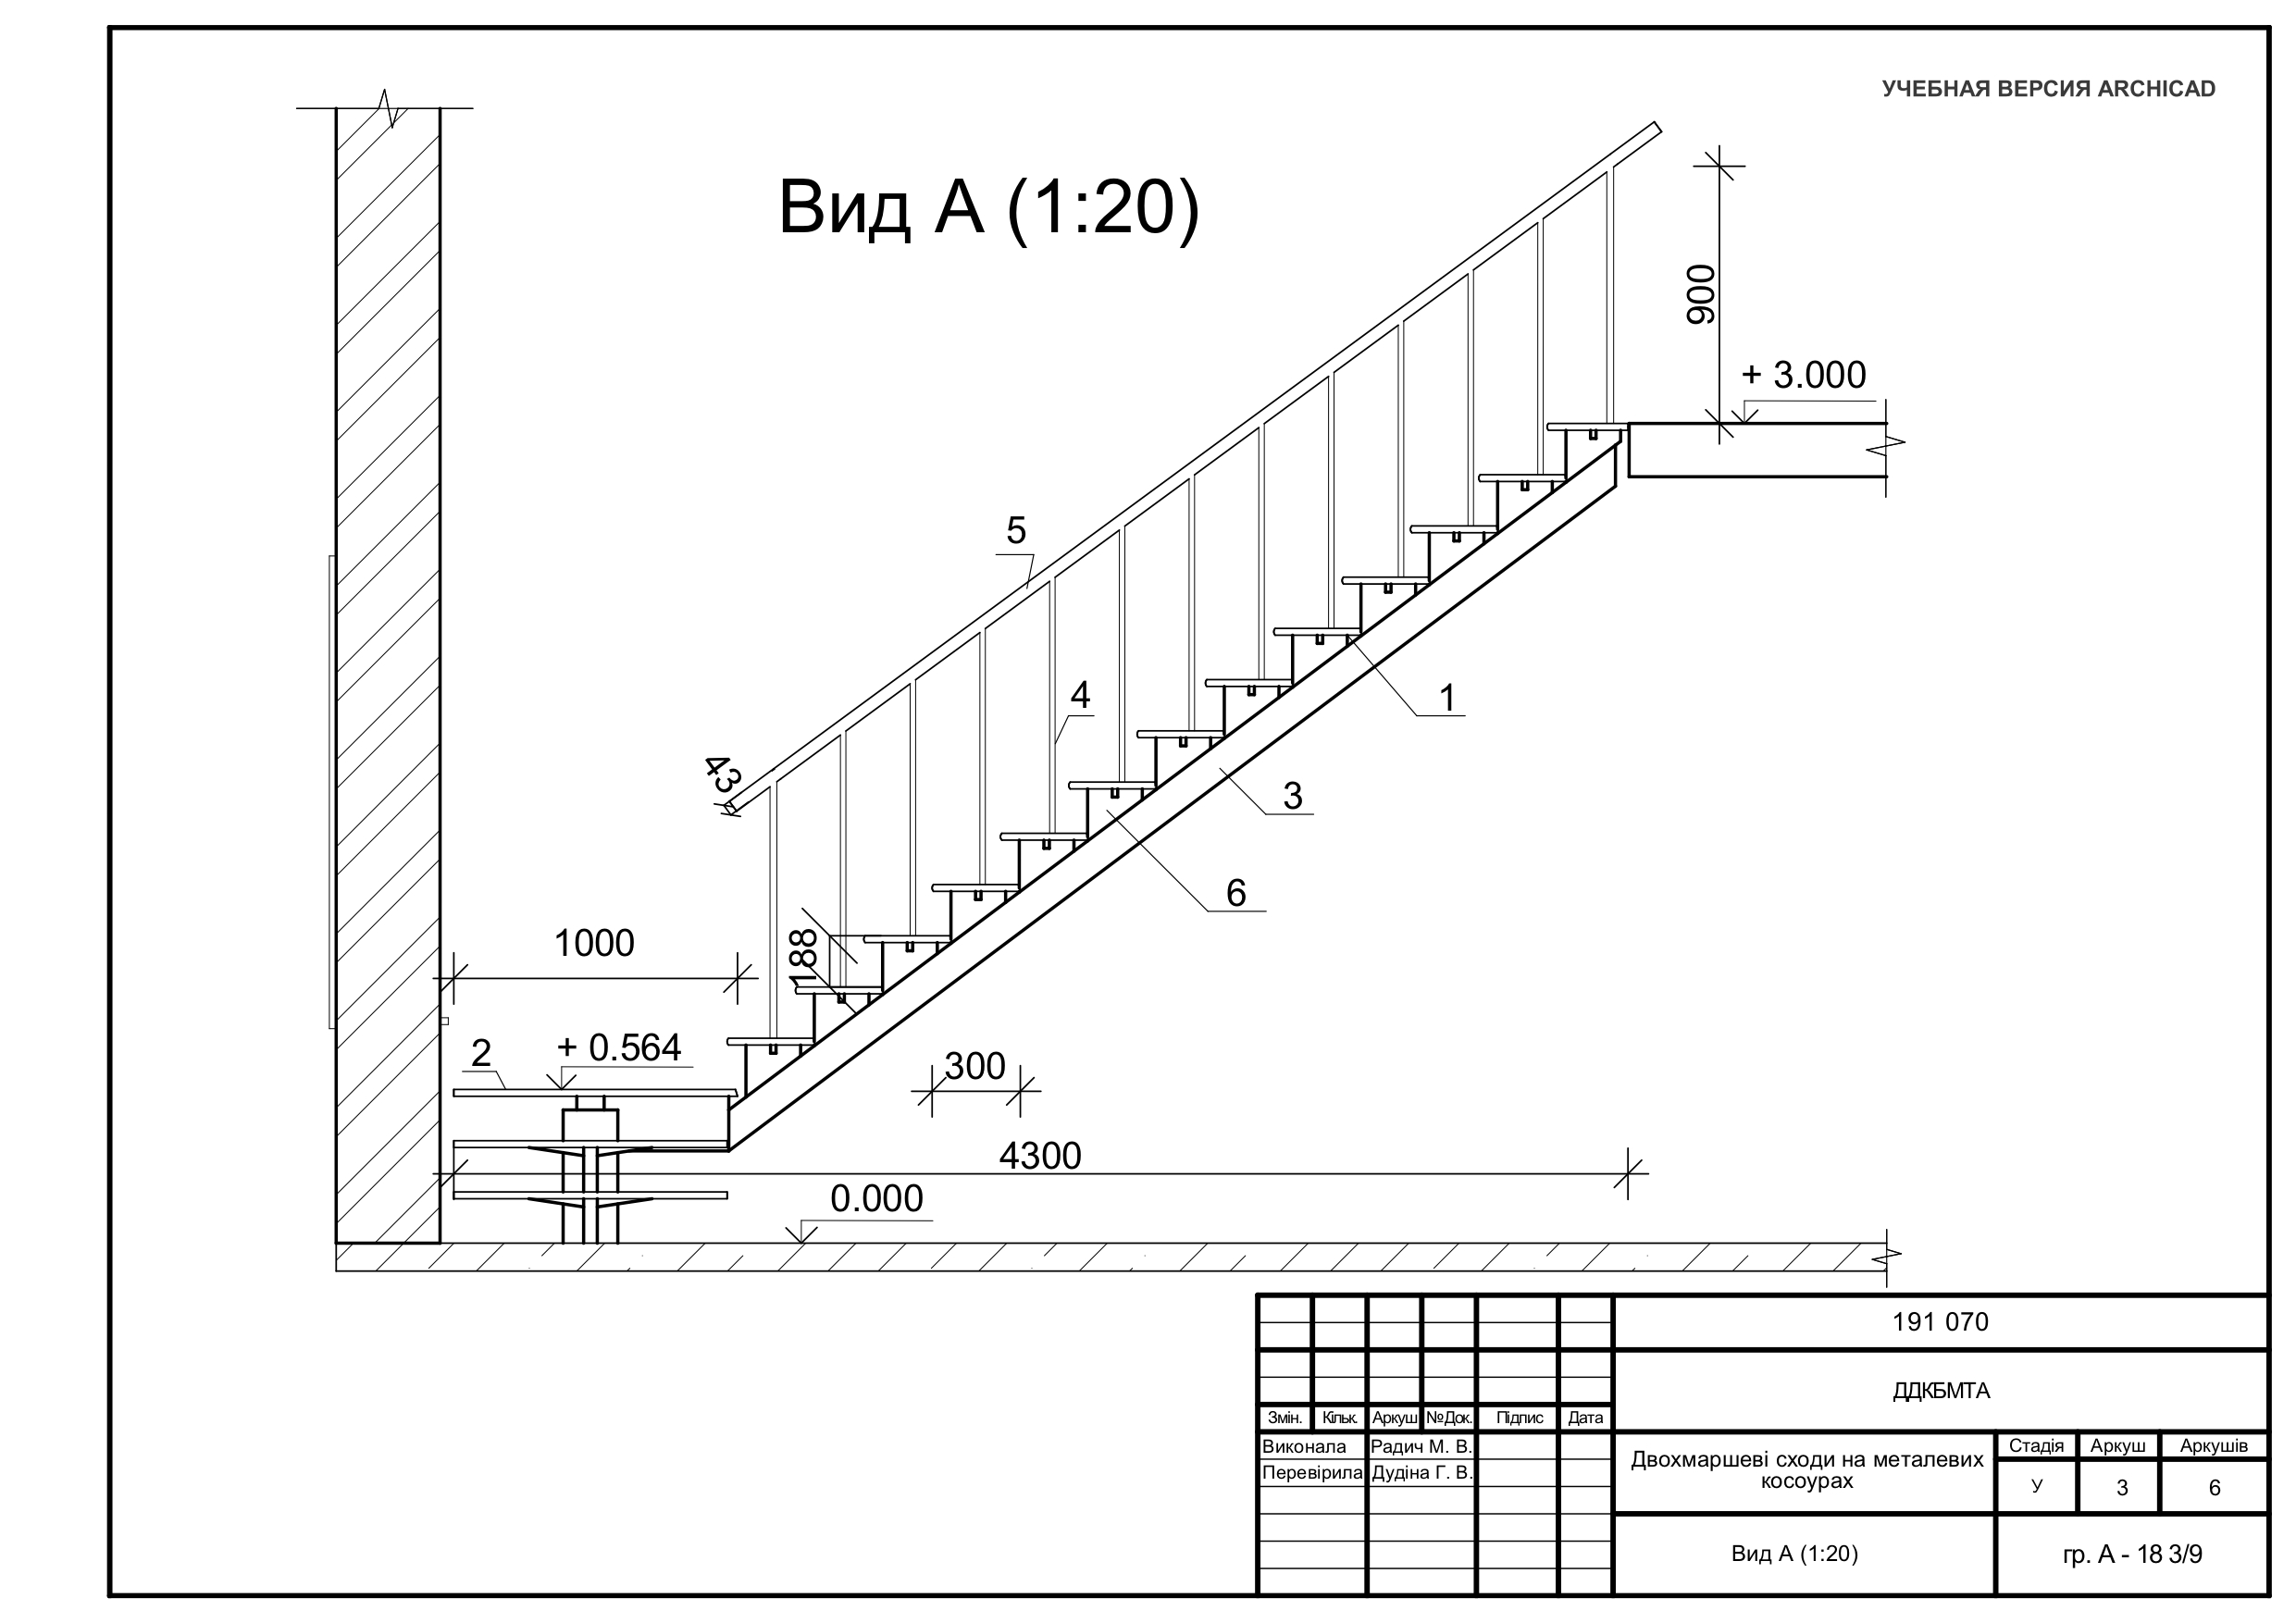 УЧЕБНАЯ ВЕРСИЯ ARCHICAD
Вид А (1:20)
900
+ 3.000
5
4
1
43
3
6
188
1000
2
+ 0.564
300
4300
0.000
191 070
ДДКБМТА
Змін. Кільк. Аркуш №Док. Підпис Дата
Виконала Радич М. В.
Перевірила Дудіна Г. В.
Двохмаршеві сходи на металевих
косоурах
Стадія Аркуш Аркушів
У 3 6
Вид А (1:20)
гр. А - 18 3/9